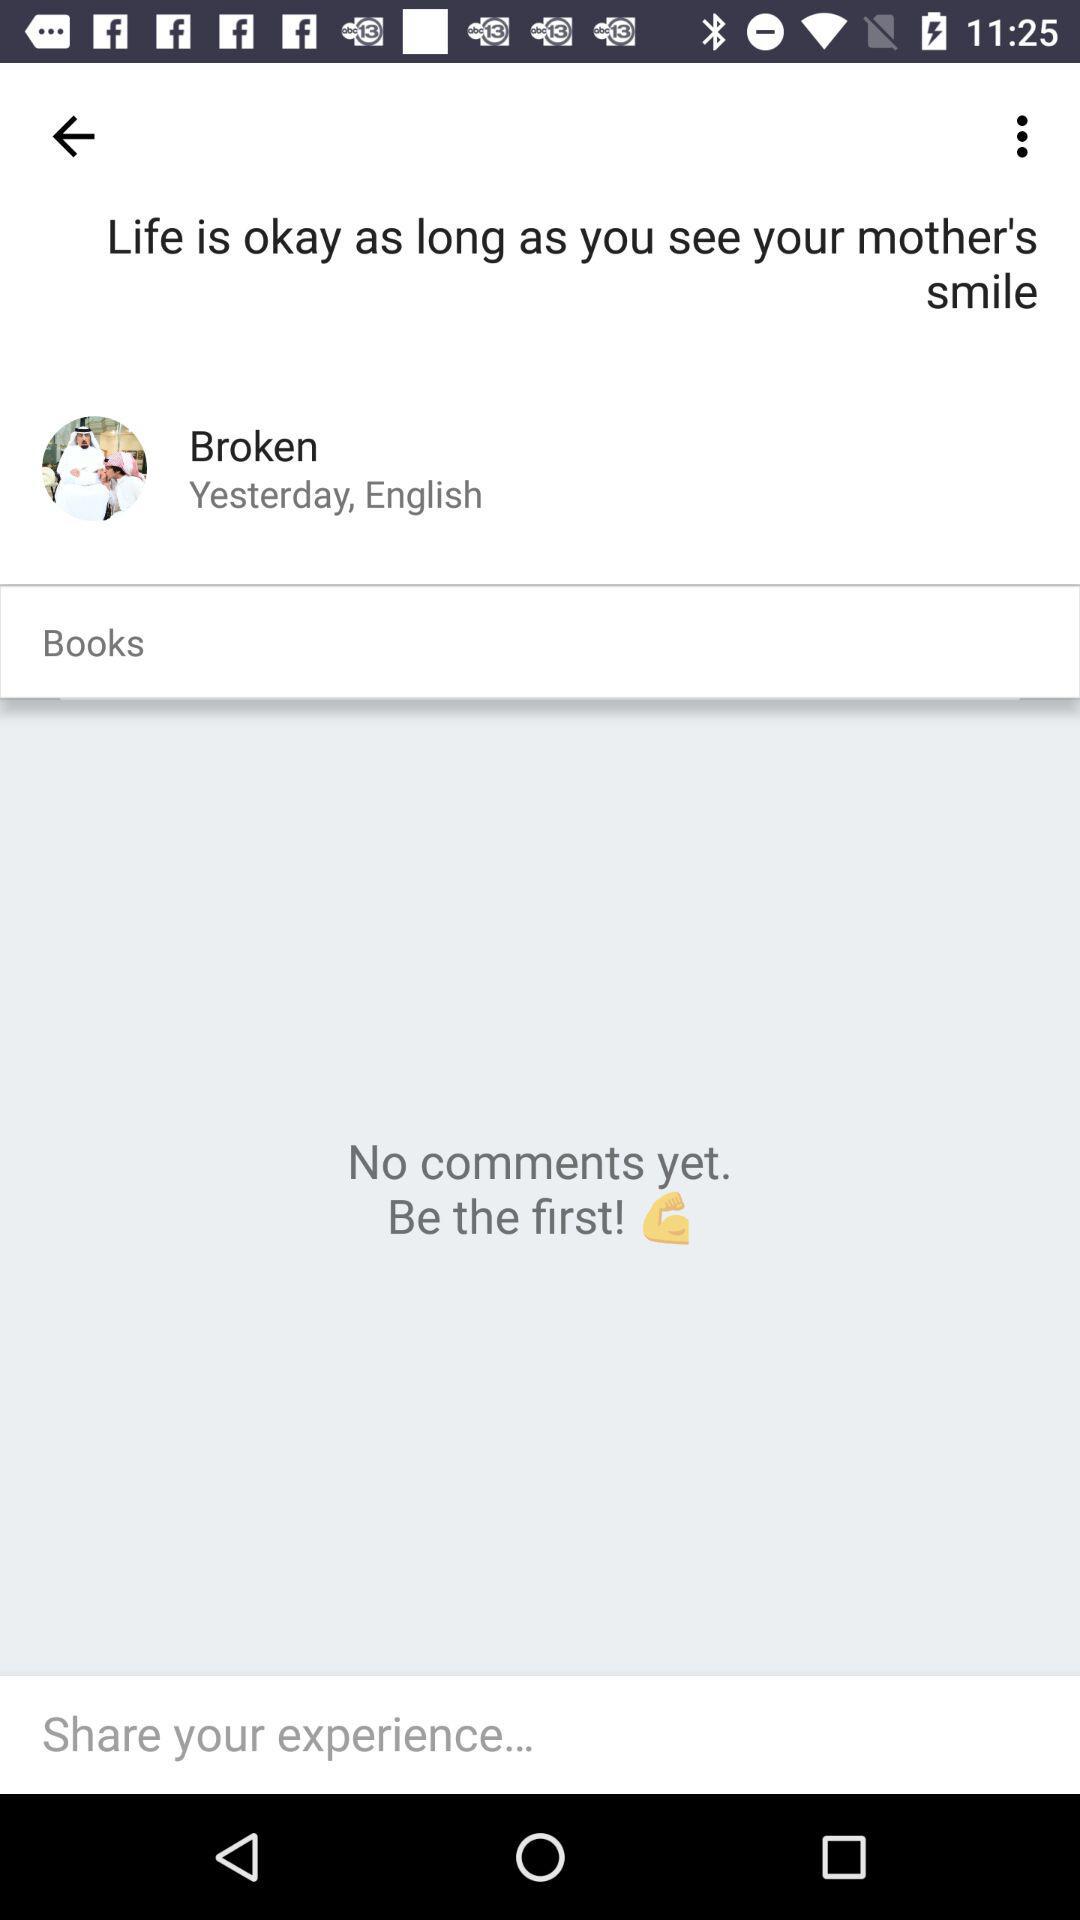 11:25
Life is okay as long as you see your mother's
smile
Broken
Yesterday, English
Books
No comments yet.
Be the first! 💪
Share your experience...